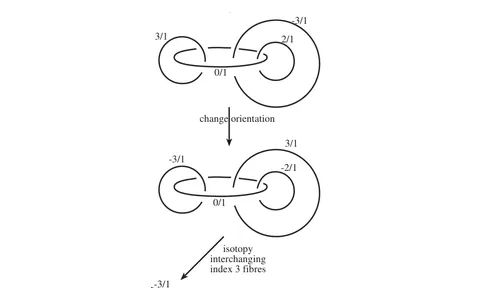 -3/1
3/1
2/1
0/1
change orientation
3/1
-3/1
-2/1
0/1
isotopy
interchanging
index 3 fibres
-3/1